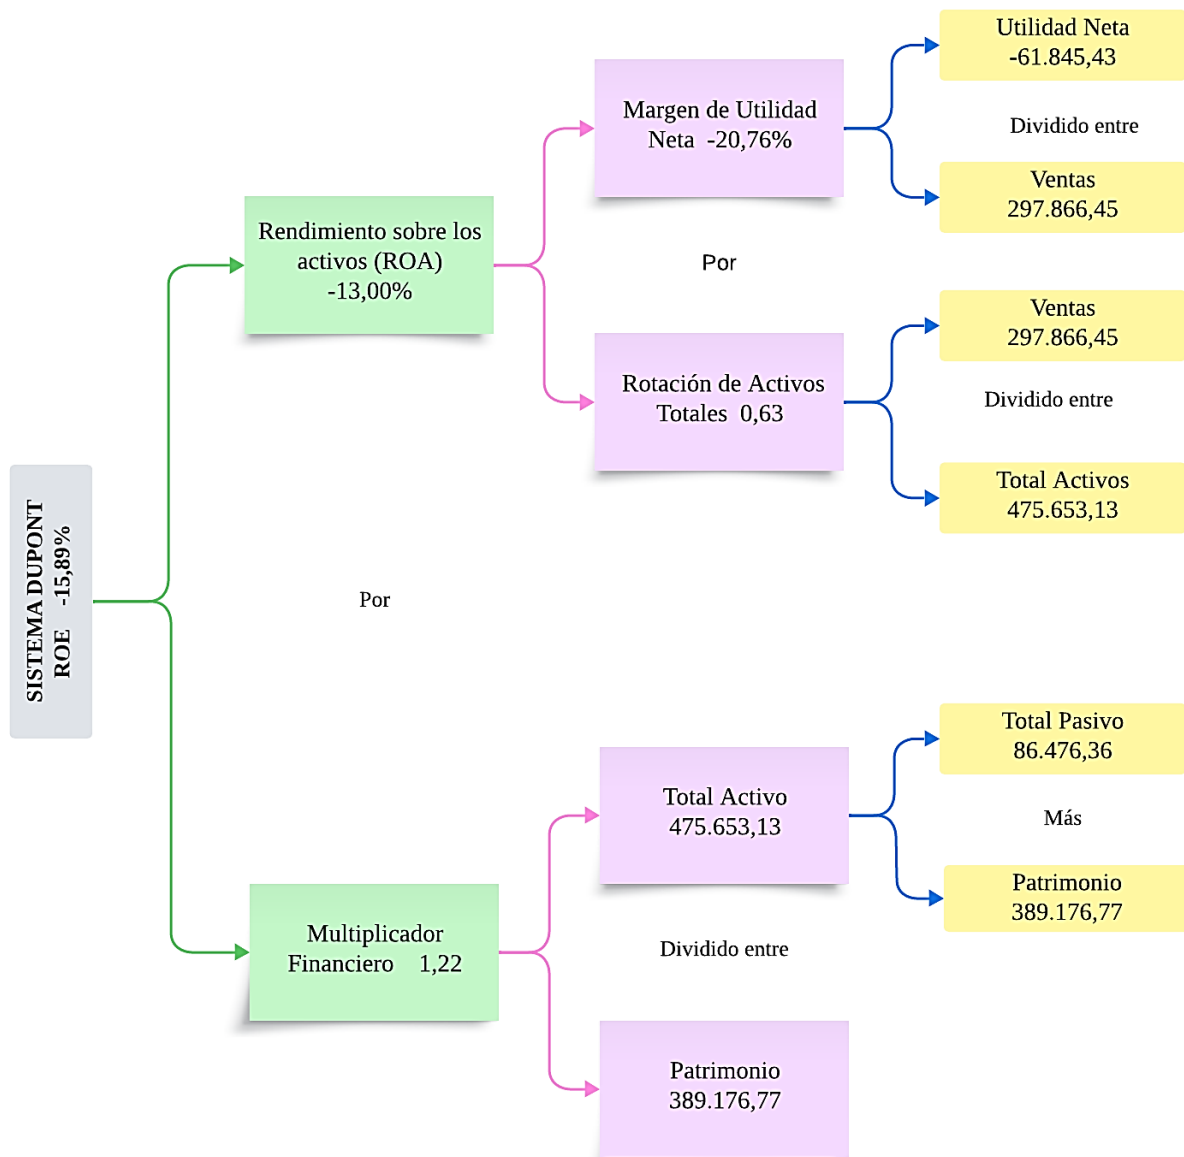 Utilidad Neta
-61.845,43
Dividido entre
Ventas
297.866,45
Margen de Utilidad
Neta -20,76%
Rendimiento sobre los
activos (ROA)
-13,00%
Por
Ventas
297.866,45
Dividido entre
Total Activos
475.653,13
Rotación de Activos
Totales 0,63
SISTEMA DUPONT
ROE -15,89%
Por
Total Pasivo
86.476,36
Más
Patrimonio
389.176,77
Total Activo
475.653,13
Multiplicador
Financiero 1,22
Dividido entre
Patrimonio
389.176,77